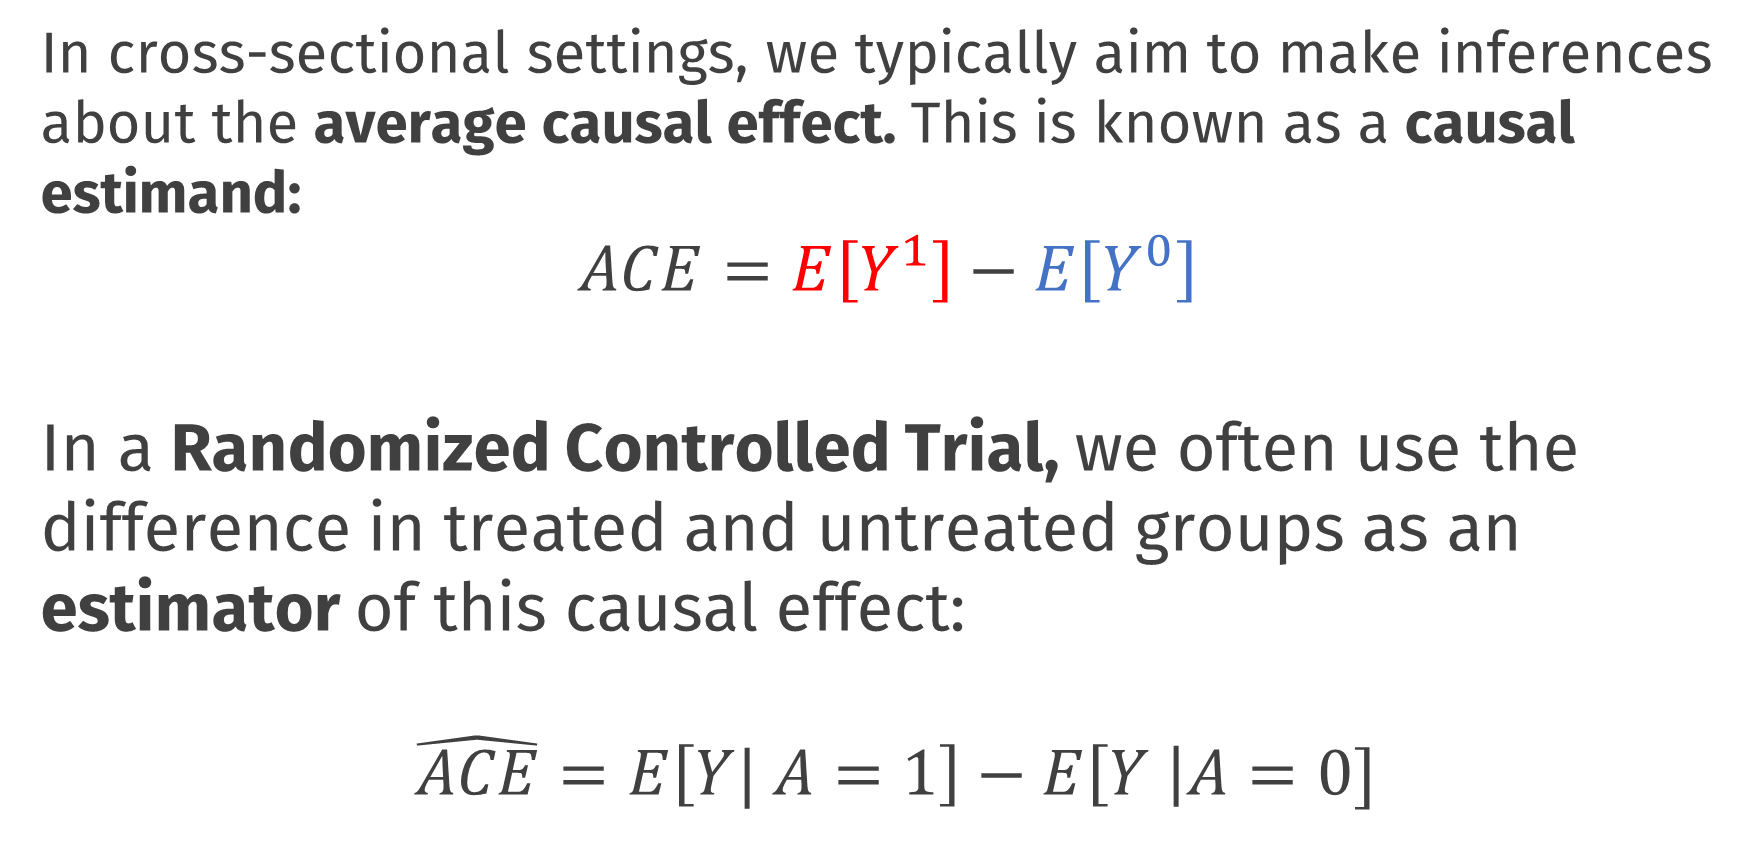 In cross-sectional settings, we typically aim to make inferences
about the average causal effect. This is known as a causal
estimand:
ACE = E[Y¹] − E[Y⁰]
In a Randomized Controlled Trial, we often use the
difference in treated and untreated groups as an
estimator of this causal effect:
\widehat{ACE} = E[Y| A = 1] − E[Y |A = 0]